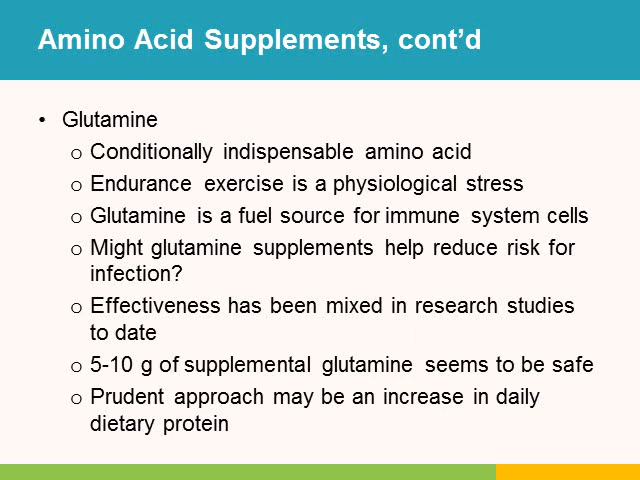 Amino Acid Supplements, cont’d
• Glutamine
o Conditionally indispensable amino acid
o Endurance exercise is a physiological stress
o Glutamine is a fuel source for immune system cells
o Might glutamine supplements help reduce risk for
infection?
o Effectiveness has been mixed in research studies
to date
o 5-10 g of supplemental glutamine seems to be safe
o Prudent approach may be an increase in daily
dietary protein